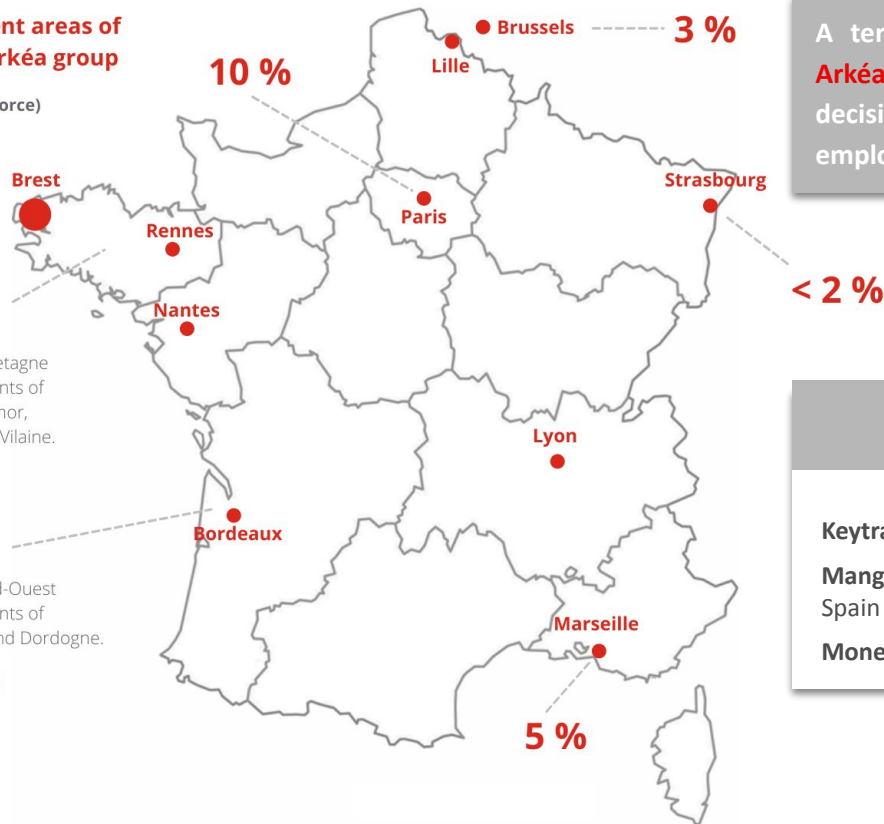 ent areas of
rkéa group
orce)
Brussels
3 %
Lille
10 %
Brest
Rennes
Paris
Strasbourg
< 2 %
Nantes
etagne
nts of
nor,
Vilaine.
Lyon
Bordeaux
d-Ouest
nts of
nd Dordogne.
Marseille
5 %
A ter
Arkéa
decisi
emplo
Keytra
Mang
Spain
Mone